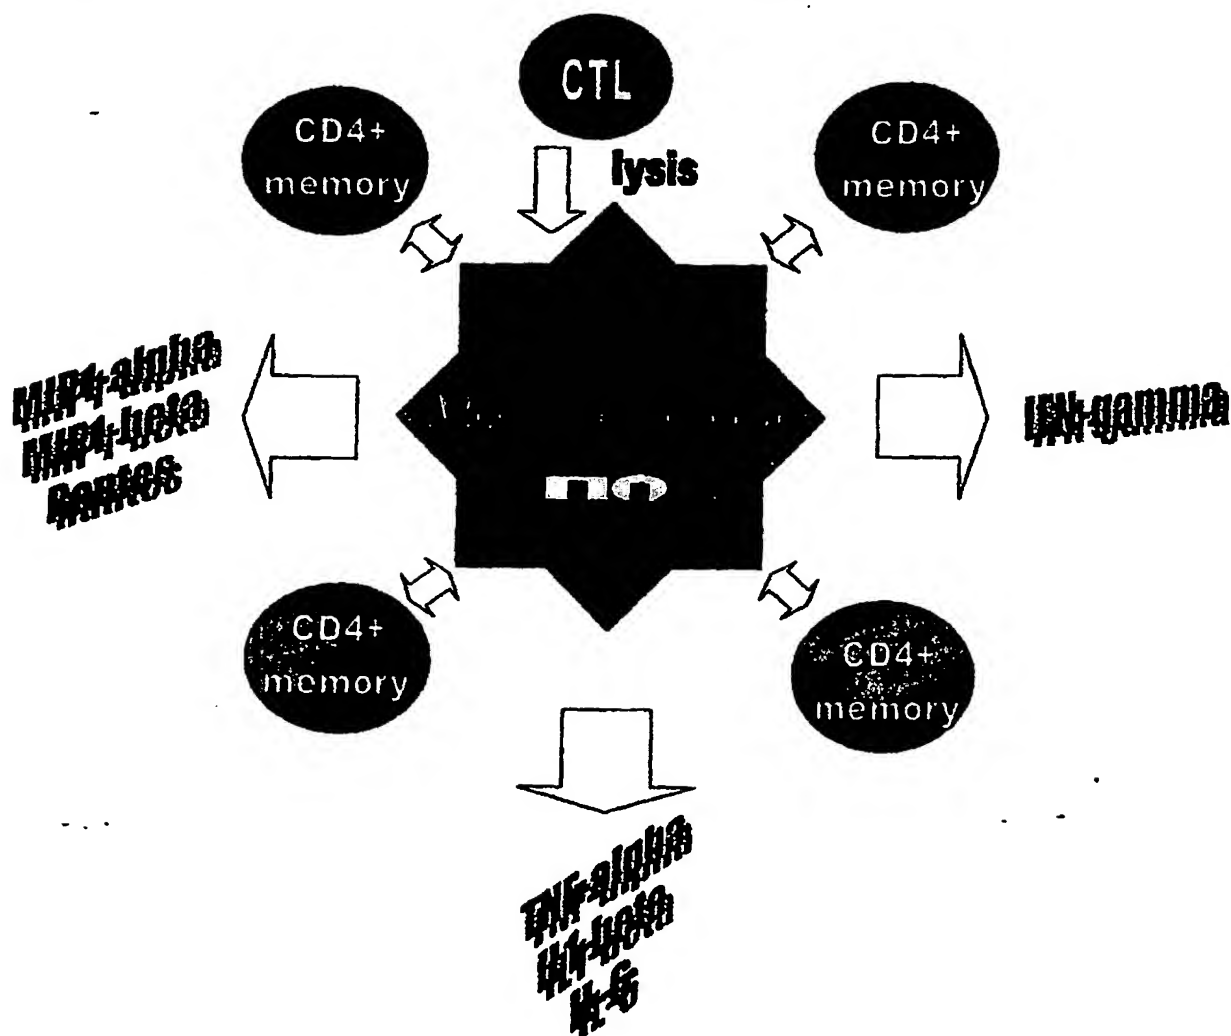 CTL
CD4+
memory
CD4+
memory
lysis
MIP1-alpha
MIP1-beta
Rantes
IFN-gamma
CD4+
memory
CD4+
memory
TNF-alpha
IL1-beta
IL-6